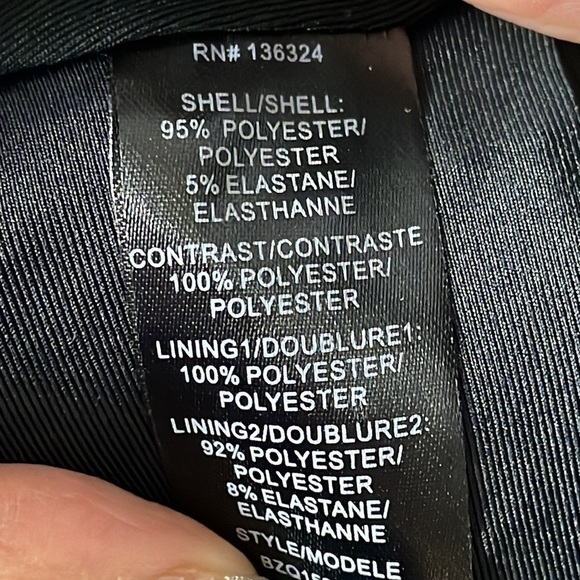 RN# 136324
SHELL/SHELL:
95% POLYESTER/
POLYESTER
5% ELASTANE/
ELASTHANNE
CONTRAST/CONTRASTE
100% POLYESTER/
POLYESTER
LINING1/DOUBLURE1:
100% POLYESTER/
POLYESTER
LINING2/DOUBLURE2:
92% POLYESTER/
POLYESTER
8% ELASTANE/
ELASTHANNE
STYLE/MODELE